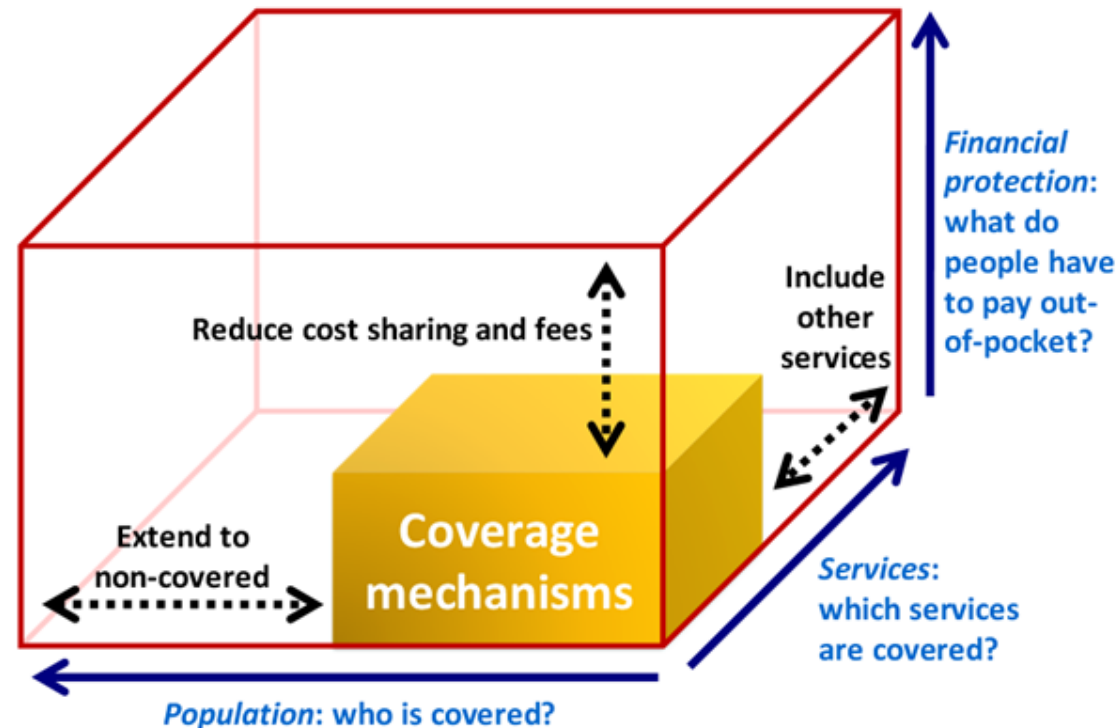 Financial
protection:
what do
people have
to pay out-
of-pocket?
Include
other
services
Reduce cost sharing and fees
Coverage
mechanisms
Extend to
non-covered
Services:
which services
are covered?
Population: who is covered?